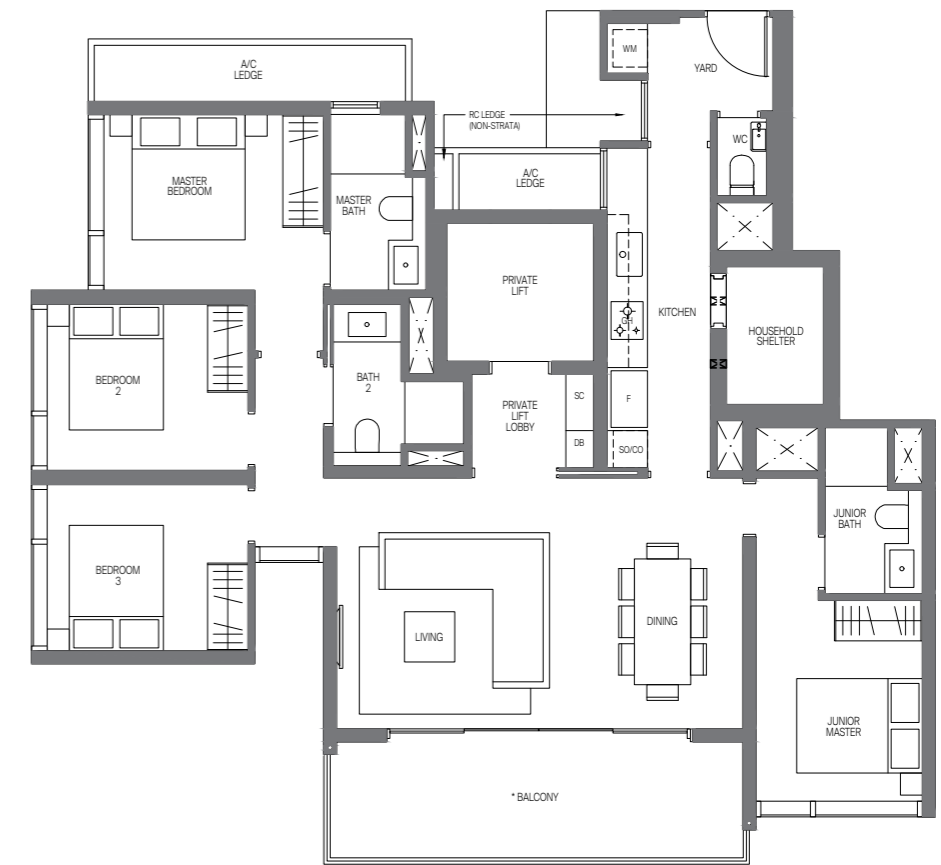 WM
YARD
A/C
LEDGE
RC LEDGE
(NON-STRATA)
WC
A/C
LEDGE
MASTER
BEDROOM
MASTER
BATH
PRIVATE
LIFT
KITCHEN
GH
HOUSEHOLD
SHELTER
BEDROOM
2
BATH
2
PRIVATE
LIFT
LOBBY
SC
F
DB
SO/CO
JUNIOR
BATH
BEDROOM
3
LIVING
DINING
JUNIOR
MASTER
* BALCONY